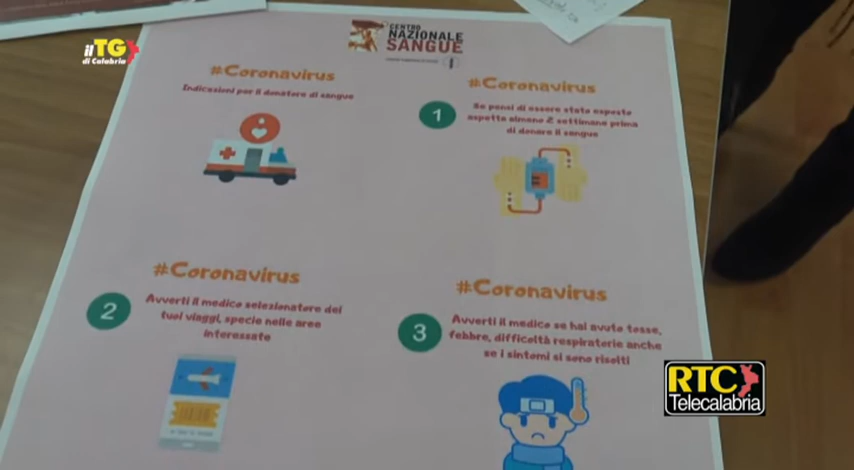 il TG
di Calabria
CENTRO
NAZIONALE
SANGUE
#Coronavirus
Indicazioni per il donatore di sangue
#Coronavirus
1
Se pensi di essere stato esposto
aspetta almeno 2 settimane prima
di donare il sangue
#Coronavirus
2
Avverti il medico selezionatore dei
tuoi viaggi, specie nelle aree
interessate
#Coronavirus
3
Avverti il medico se hai avuto tosse,
febbre, difficoltà respiratorie anche
se i sintomi si sono risolti
RTC
Telecalabria